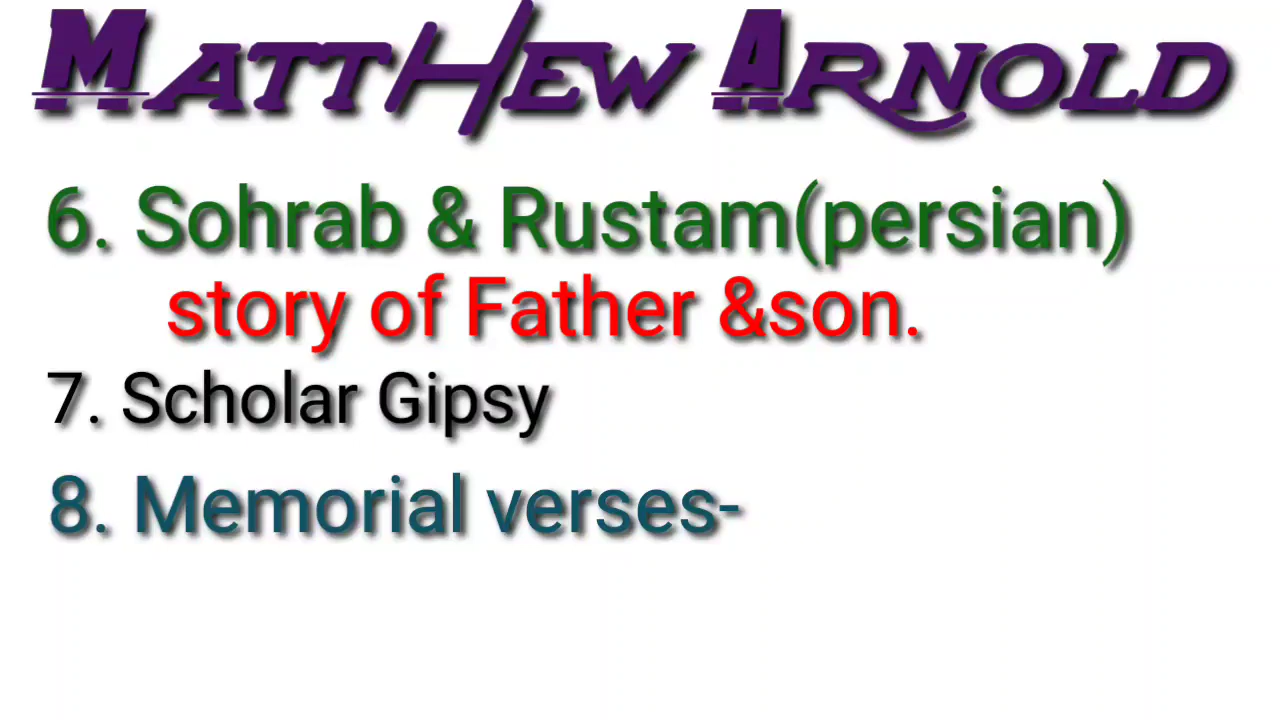 Matthew Arnold
6. Sohrab & Rustam(persian)
story of Father &son.
7. Scholar Gipsy
8. Memorial verses-